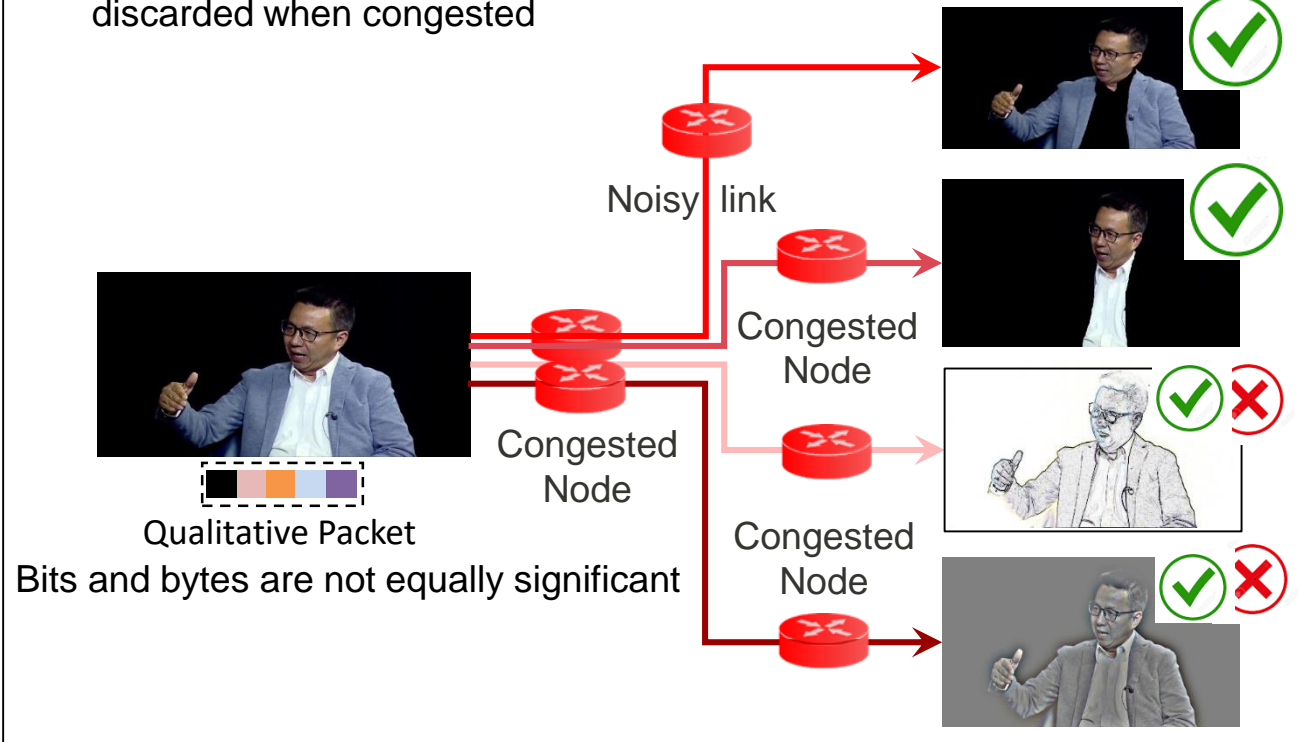 discarded when congested
Noisy link
Congested
Node
Congested
Node
Congested
Node
Qualitative Packet
Bits and bytes are not equally significant